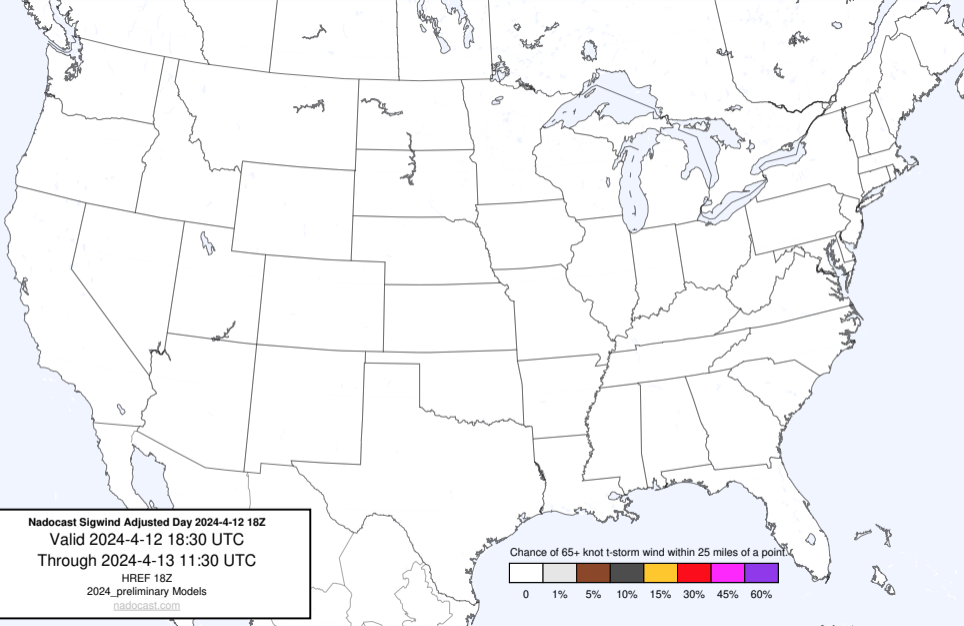 Nadocast Sigwind Adjusted Day 2024-4-12 18Z
Valid 2024-4-12 18:30 UTC
Through 2024-4-13 11:30 UTC
HREF 18Z
2024_preliminary Models
nadocast.com
Chance of 65+ knot t-storm wind within 25 miles of a point.
0 1% 5% 10% 15% 30% 45% 60%